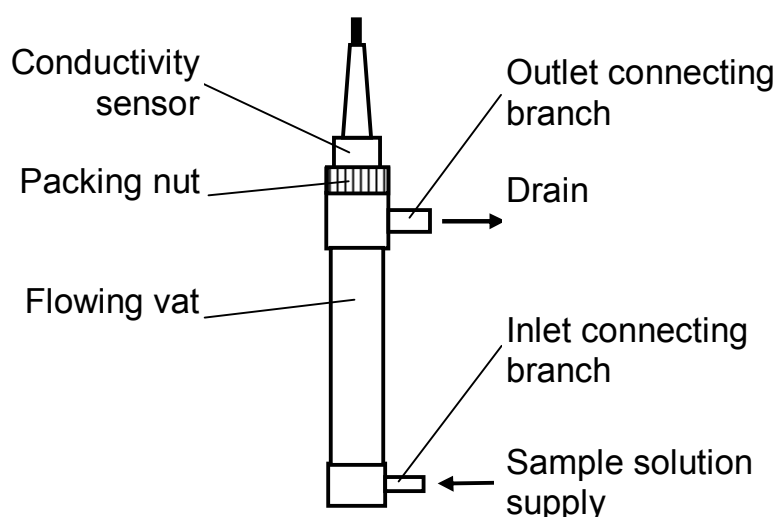 Conductivity
sensor
Packing nut
Flowing vat
Outlet connecting
branch
Drain
Inlet connecting
branch
Sample solution
supply